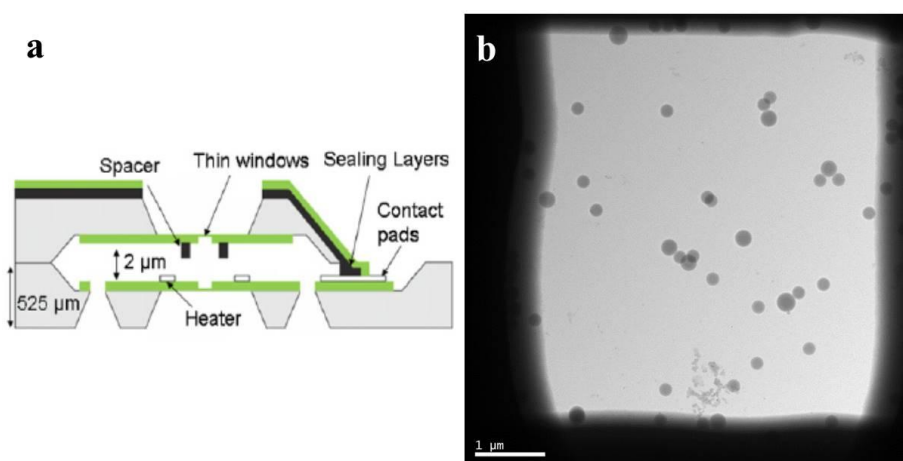 a
b
Spacer
Thin windows
Sealing Layers
Contact
pads
2 μm
525 μm
Heater
1 μm